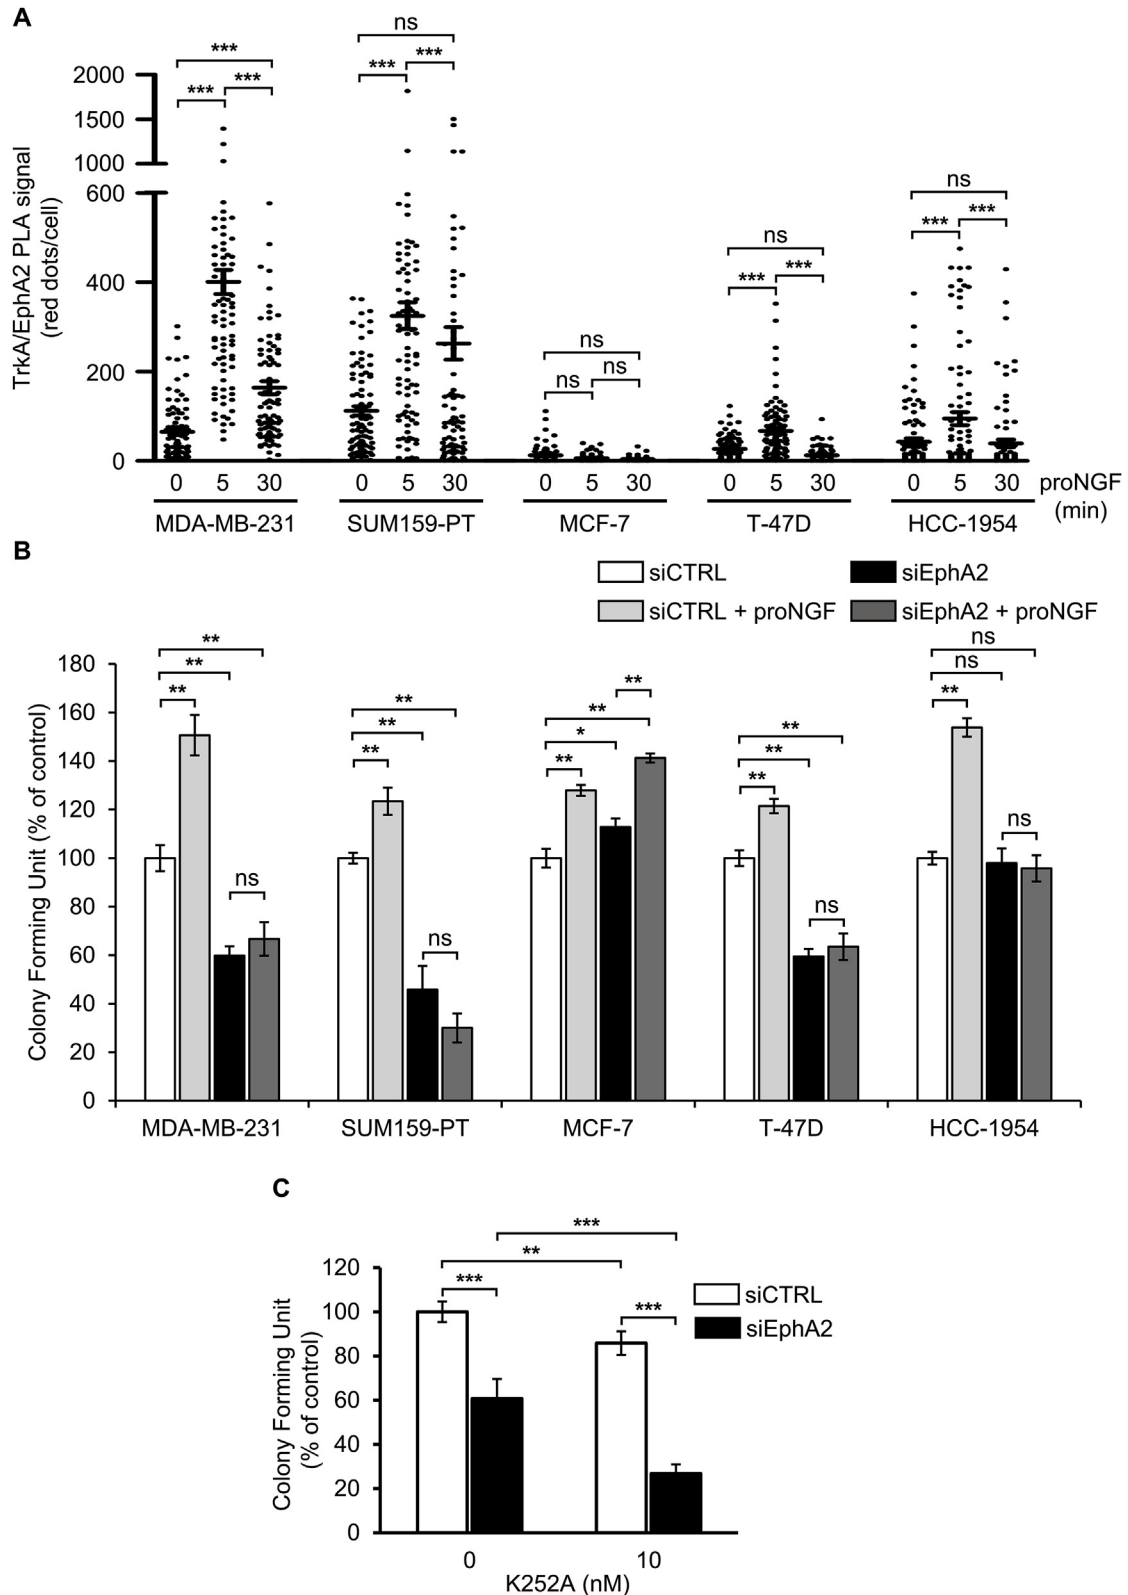 A
ns
***
***
***
***
***
2000
1500
1000
600
400
200
0
TrkA/EphA2 PLA signal
(red dots/cell)
ns
ns
ns
ns
***
***
ns
***
***
ns
0 5 30 0 5 30 0 5 30 0 5 30 0 5 30 proNGF
(min)
MDA-MB-231 SUM159-PT MCF-7 T-47D HCC-1954
B
siCTRL siEphA2
siCTRL + proNGF siEphA2 + proNGF
Colony Forming Unit (% of control)
180
160
140
120
100
80
60
40
20
0
**
**
**
ns
**
**
**
ns
**
**
*
**
**
**
**
ns
ns
ns
**
ns
MDA-MB-231 SUM159-PT MCF-7 T-47D HCC-1954
C
***
**
***
***
siCTRL
siEphA2
Colony Forming Unit
(% of control)
120
100
80
60
40
20
0
0 10
K252A (nM)